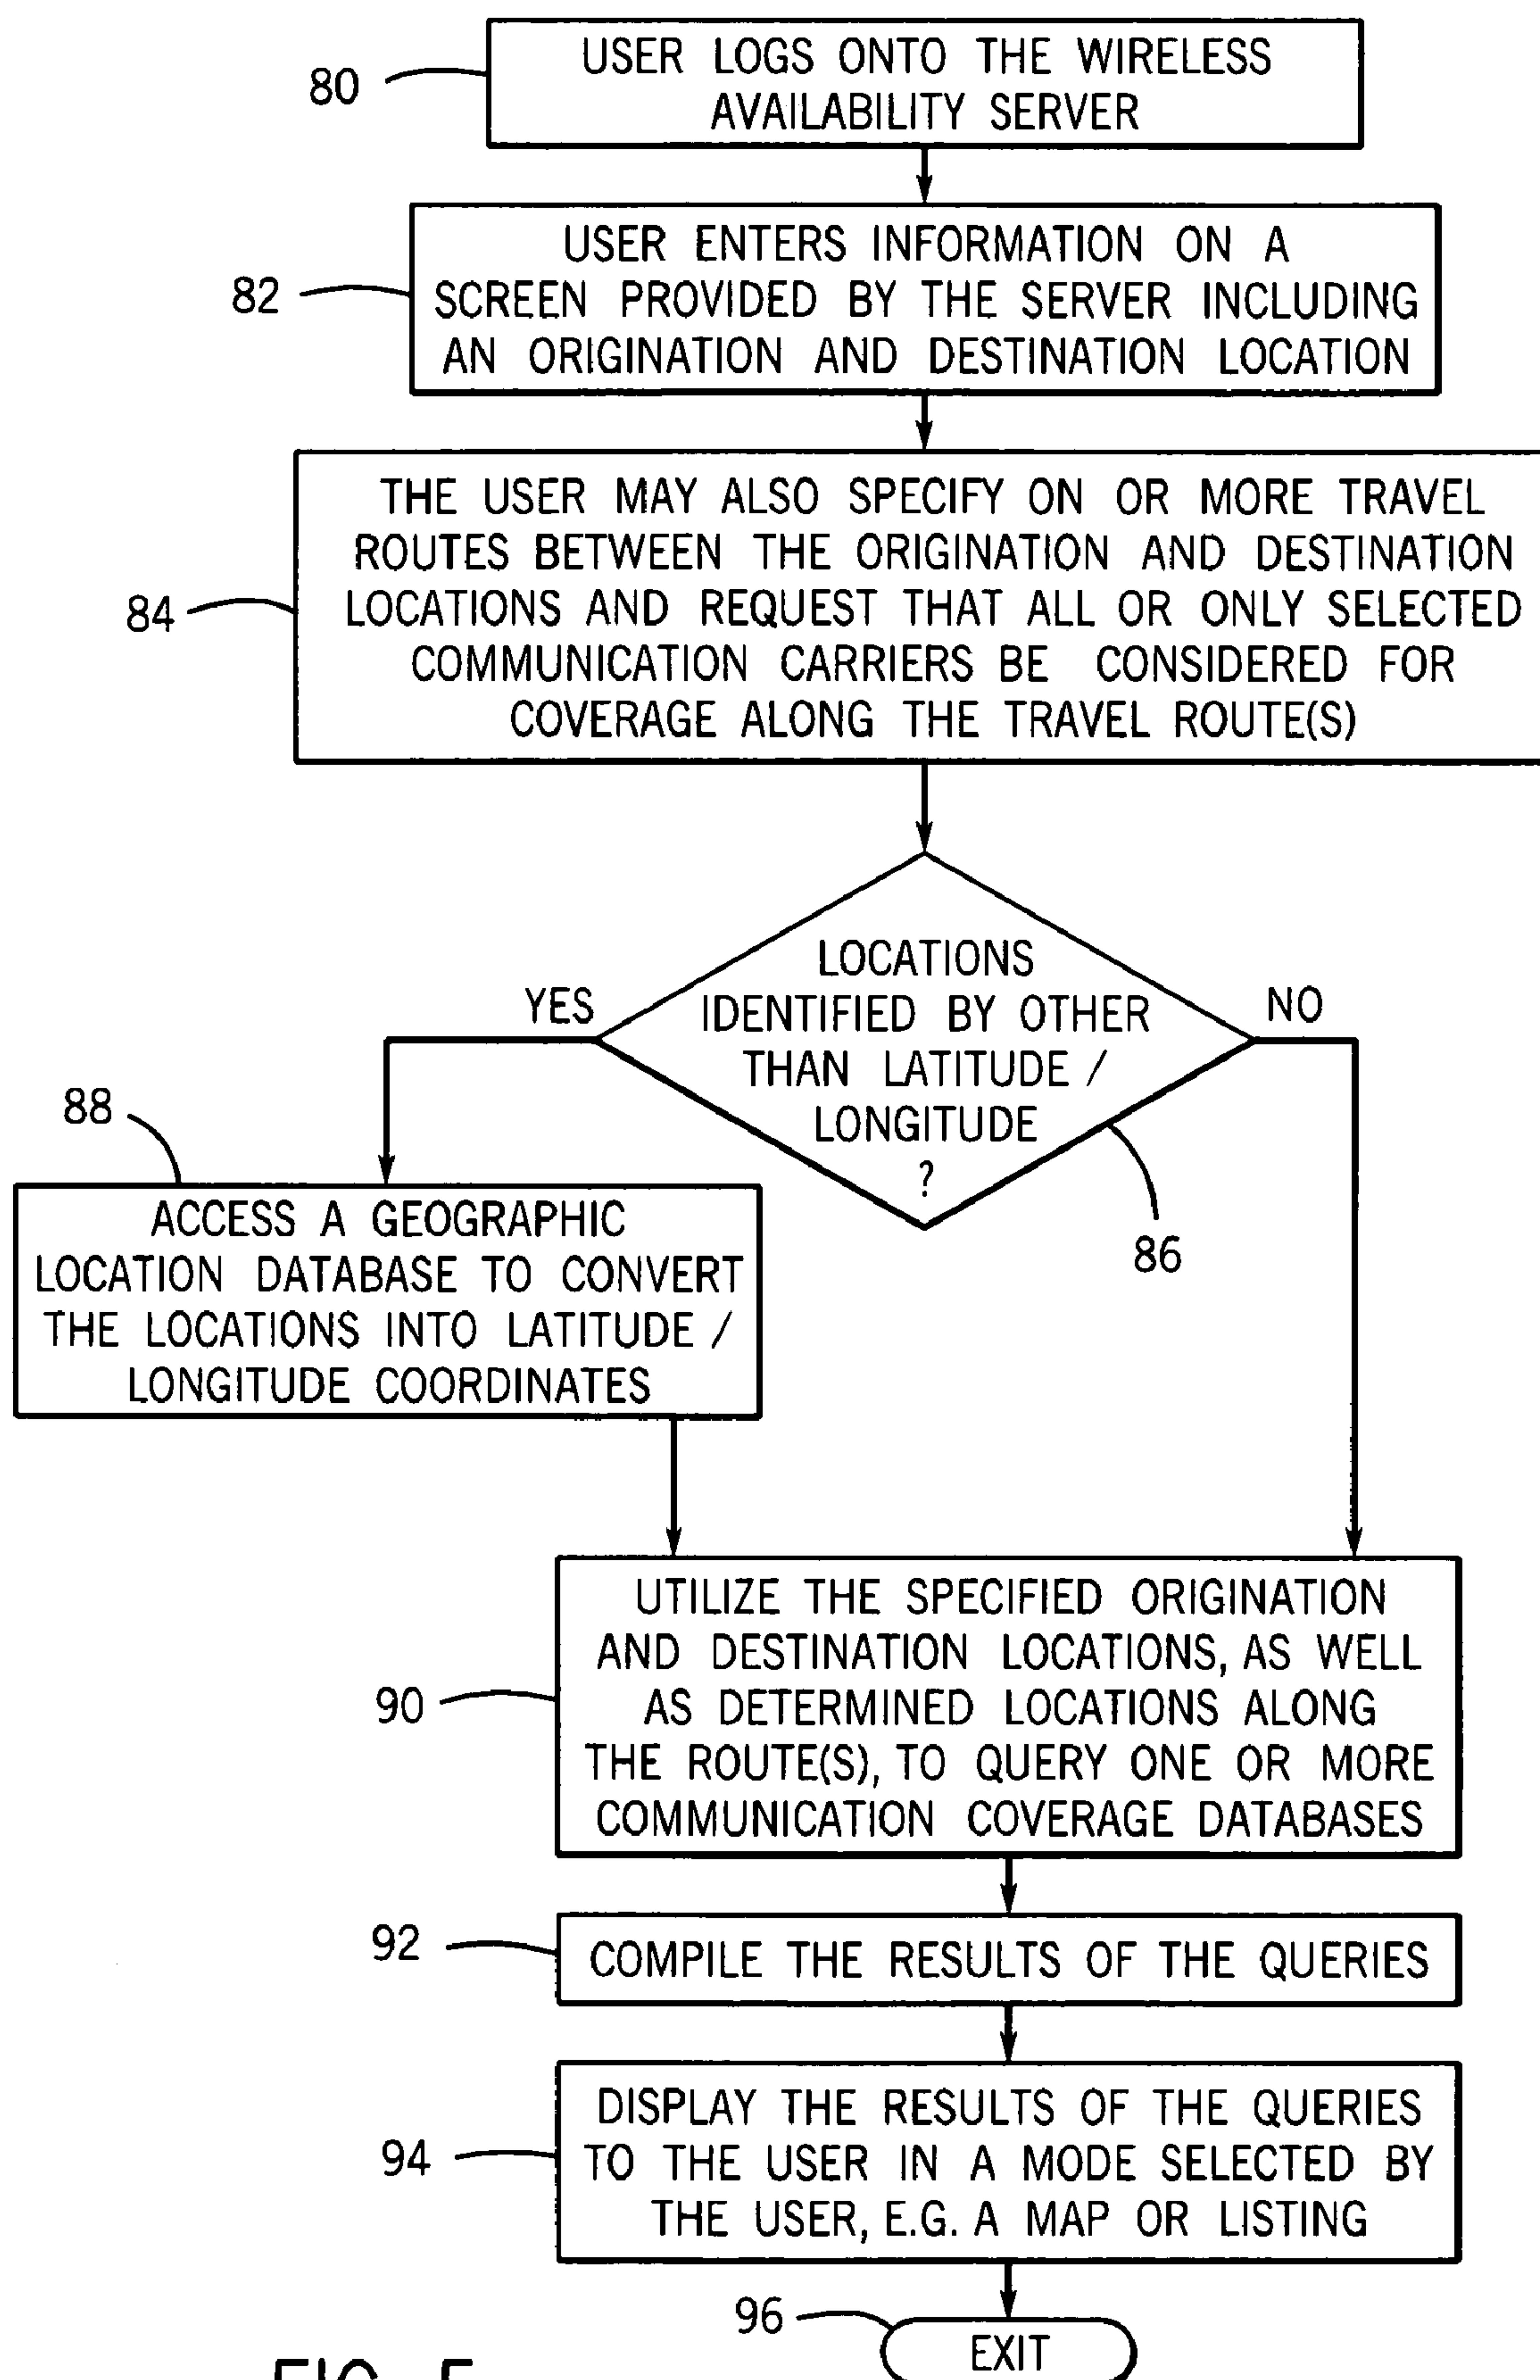 80
USER LOGS ONTO THE WIRELESS
AVAILABILITY SERVER
82
USER ENTERS INFORMATION ON A
SCREEN PROVIDED BY THE SERVER INCLUDING
AN ORIGINATION AND DESTINATION LOCATION
84
THE USER MAY ALSO SPECIFY ON OR MORE TRAVEL
ROUTES BETWEEN THE ORIGINATION AND DESTINATION
LOCATIONS AND REQUEST THAT ALL OR ONLY SELECTED
COMMUNICATION CARRIERS BE CONSIDERED FOR
COVERAGE ALONG THE TRAVEL ROUTE(S)
LOCATIONS
IDENTIFIED BY OTHER
THAN LATITUDE /
LONGITUDE
?
YES
NO
86
88
ACCESS A GEOGRAPHIC
LOCATION DATABASE TO CONVERT
THE LOCATIONS INTO LATITUDE /
LONGITUDE COORDINATES
90
UTILIZE THE SPECIFIED ORIGINATION
AND DESTINATION LOCATIONS, AS WELL
AS DETERMINED LOCATIONS ALONG
THE ROUTE(S), TO QUERY ONE OR MORE
COMMUNICATION COVERAGE DATABASES
92
COMPILE THE RESULTS OF THE QUERIES
94
DISPLAY THE RESULTS OF THE QUERIES
TO THE USER IN A MODE SELECTED BY
THE USER, E.G. A MAP OR LISTING
96
EXIT